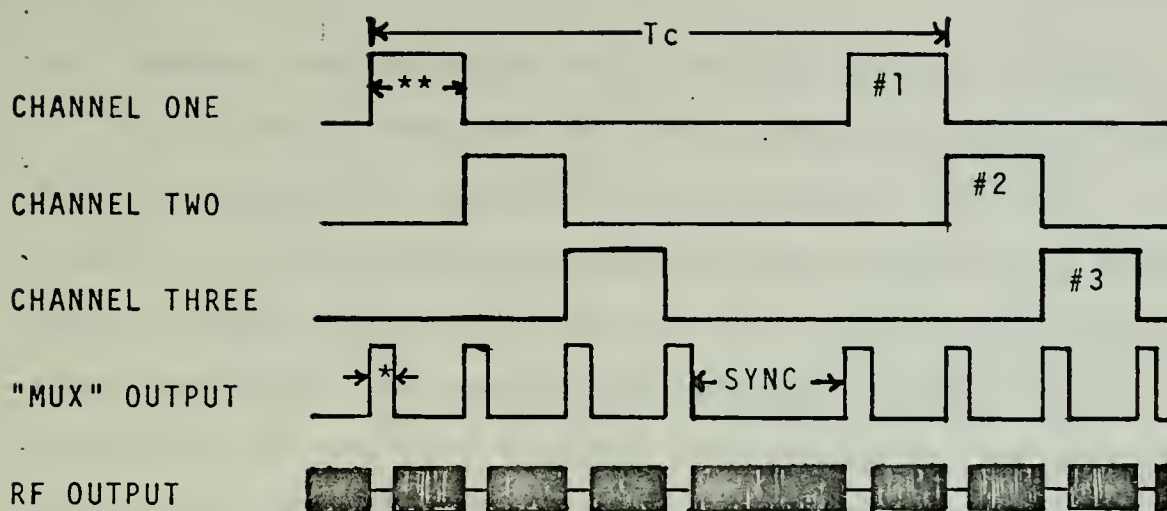 Tc
CHANNEL ONE ** #1
CHANNEL TWO #2
CHANNEL THREE #3
"MUX" OUTPUT * SYNC
RF OUTPUT